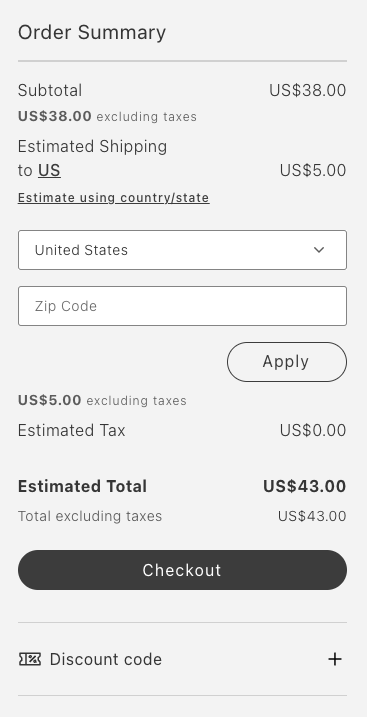 Order Summary
Subtotal US$38.00
US$38.00 excluding taxes
Estimated Shipping
to US US$5.00
Estimate using country/state
United States
Zip Code
Apply
US$5.00 excluding taxes
Estimated Tax US$0.00
Estimated Total US$43.00
Total excluding taxes US$43.00
Checkout
Discount code